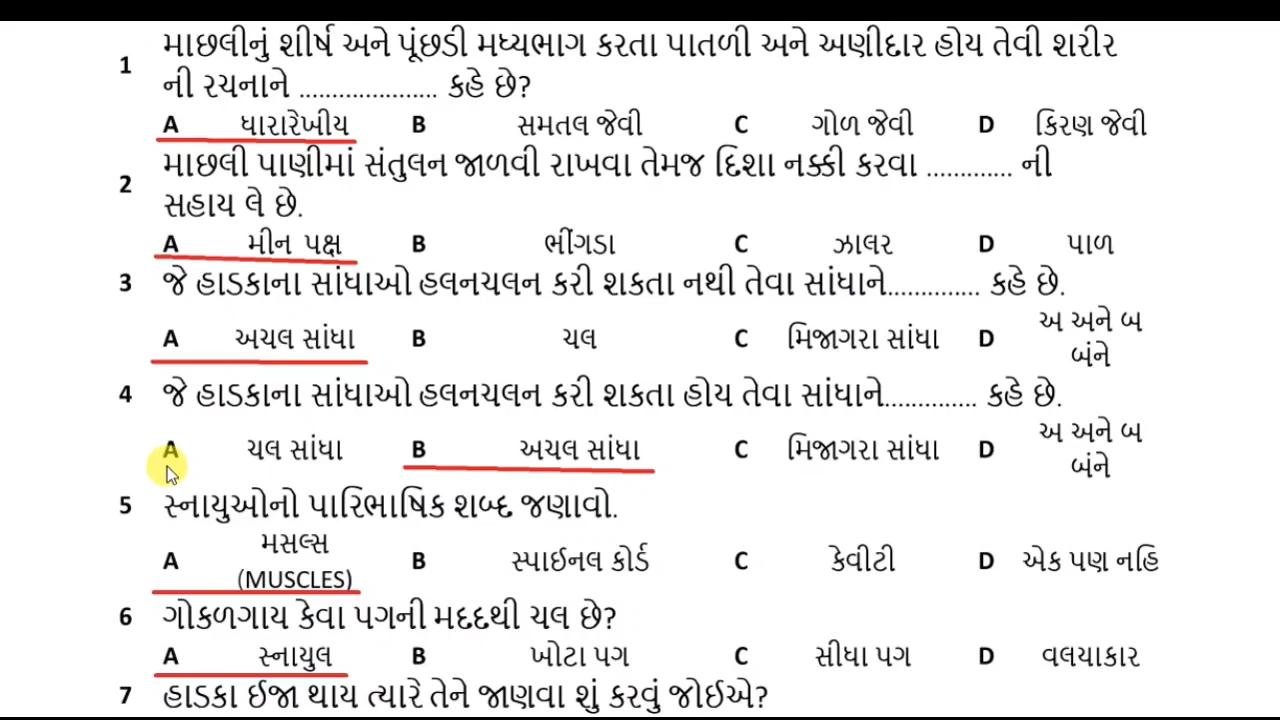 1 માછલીનું શીર્ષ અને પૂંછડી મધ્યભાગ કરતા પાતળી અને અણીદાર હોય તેવી શરીર
ની રચનાને ..................... કહે છે?
A ધારારેખીય B સમતલ જેવી C ગોળ જેવી D કિરણ જેવી
2 માછલી પાણીમાં સંતુલન જાળવી રાખવા તેમજ દિશા નક્કી કરવા ............. ની
સહાય લે છે.
A મીન પક્ષ B ભીંગડા C ઝાલર D પાળ
3 જે હાડકાના સાંધાઓ હલનચલન કરી શકતા નથી તેવા સાંધાને.............. કહે છે.
A અચલ સાંધા B ચલ C મિજાગરા સાંધા D અ અને બ
બંને
4 જે હાડકાના સાંધાઓ હલનચલન કરી શકતા હોય તેવા સાંધાને.............. કહે છે.
A ચલ સાંધા B અચલ સાંધા C મિજાગરા સાંધા D અ અને બ
બંને
5 સ્નાયુઓનો પારિભાષિક શબ્દ જણાવો.
A મસલ્સ
(MUSCLES) B સ્પાઈનલ કોર્ડ C કેવીટી D એક પણ નહિ
6 ગોકળગાય કેવા પગની મદદથી ચલ છે?
A સ્નાયુલ B ખોટા પગ C સીધા પગ D વલયાકાર
7 હાડકા ઈજા થાય ત્યારે તેને જાણવા શું કરવું જોઈએ?